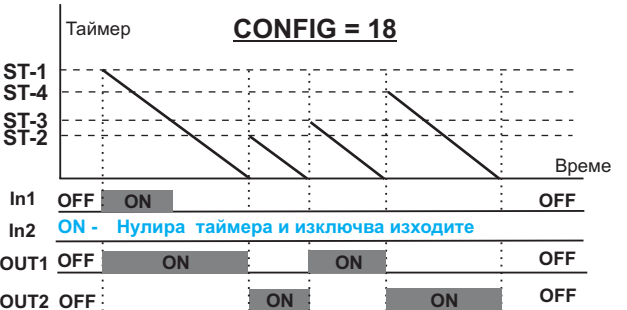 Таймер
CONFIG = 18
ST-1
ST-4
ST-3
ST-2
Време
In1 OFF ON OFF
In2 ON - Нулира таймера и изключва изходите
OUT1 OFF ON ON OFF
OUT2 OFF ON ON OFF